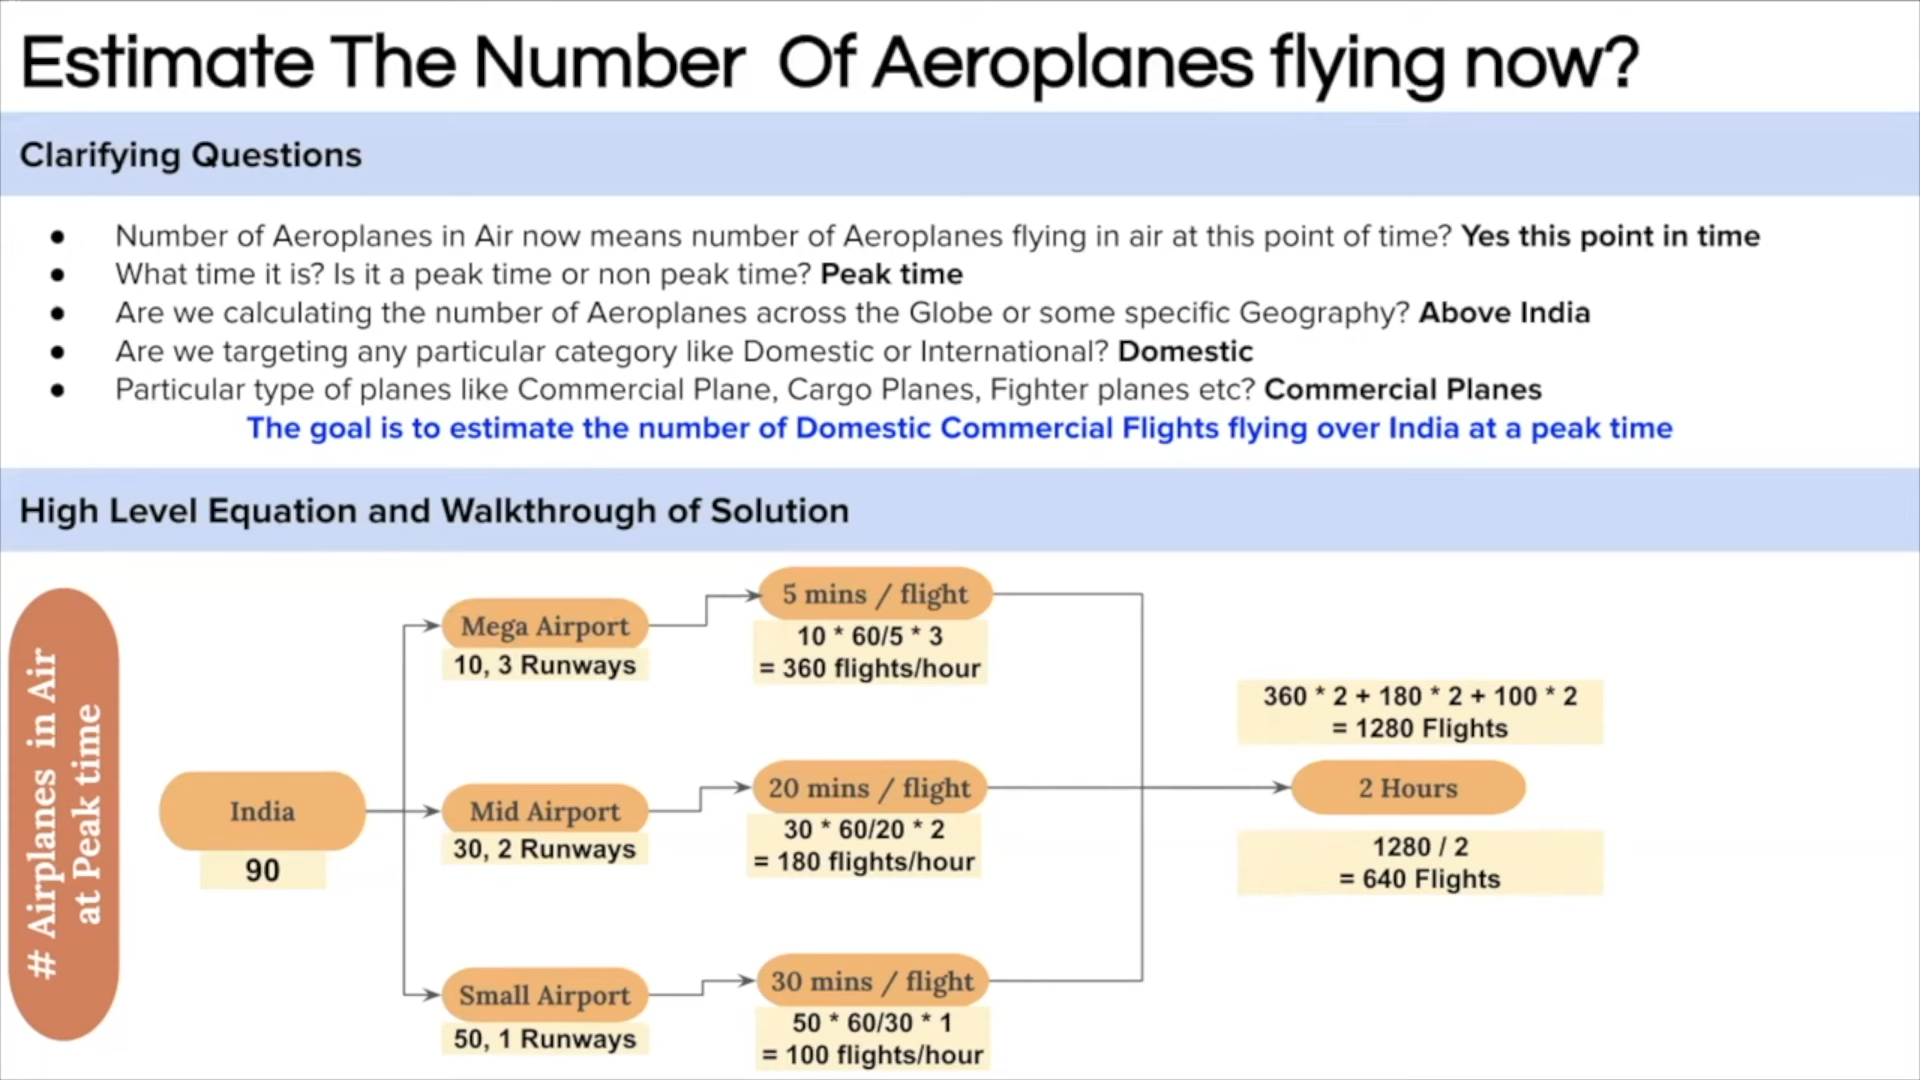 Estimate The Number Of Aeroplanes flying now?
Clarifying Questions
● Number of Aeroplanes in Air now means number of Aeroplanes flying in air at this point of time? Yes this point in time
● What time it is? Is it a peak time or non peak time? Peak time
● Are we calculating the number of Aeroplanes across the Globe or some specific Geography? Above India
● Are we targeting any particular category like Domestic or International? Domestic
● Particular type of planes like Commercial Plane, Cargo Planes, Fighter planes etc? Commercial Planes
The goal is to estimate the number of Domestic Commercial Flights flying over India at a peak time
High Level Equation and Walkthrough of Solution
# Airplanes in Air
at Peak time
India
90
Mega Airport
10, 3 Runways
5 mins / flight
10 * 60/5 * 3
= 360 flights/hour
Mid Airport
30, 2 Runways
20 mins / flight
30 * 60/20 * 2
= 180 flights/hour
Small Airport
50, 1 Runways
30 mins / flight
50 * 60/30 * 1
= 100 flights/hour
360 * 2 + 180 * 2 + 100 * 2
= 1280 Flights
2 Hours
1280 / 2
= 640 Flights